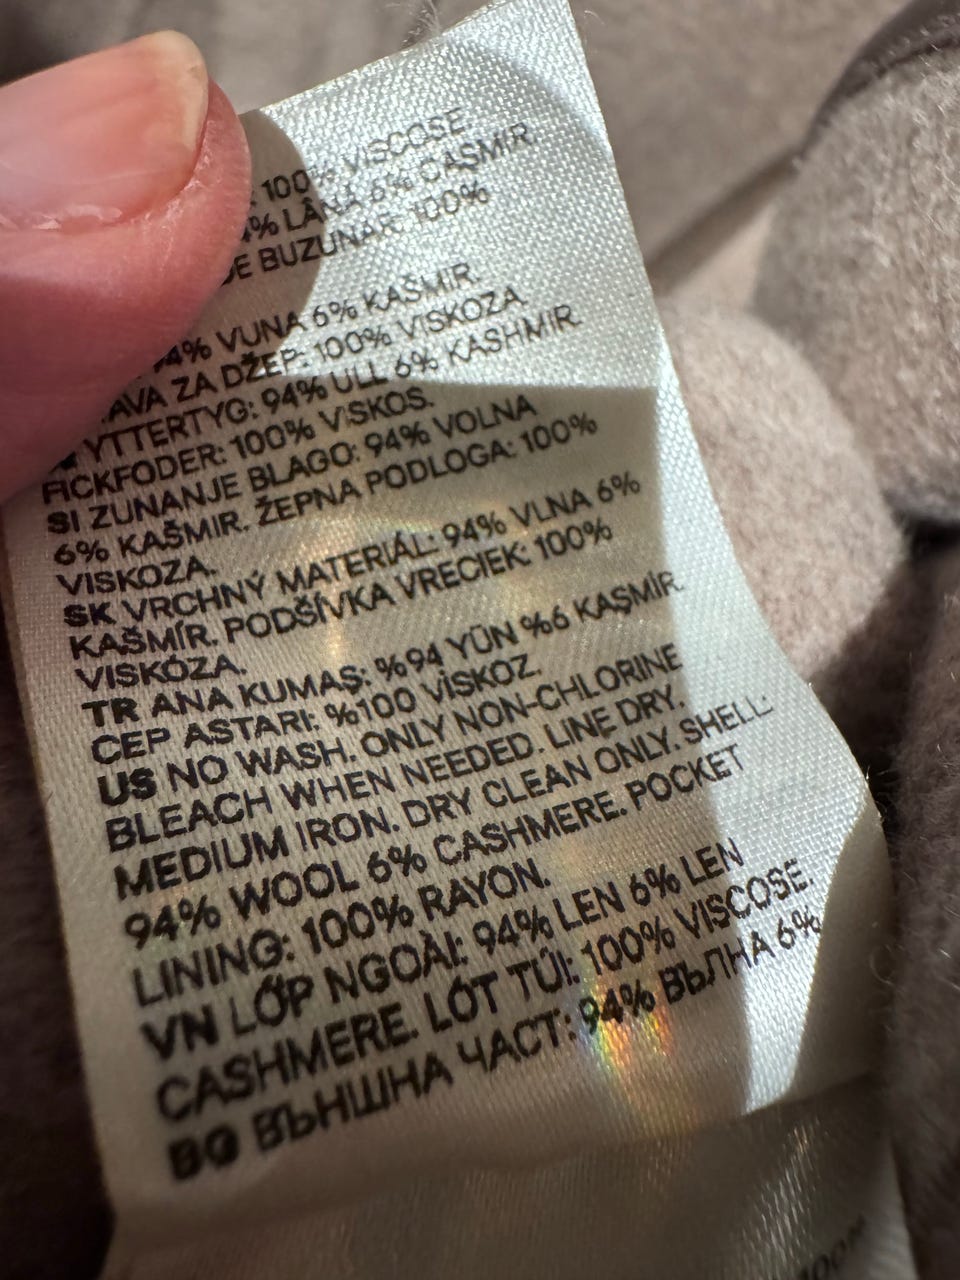 100% VISCOSE
LÂNĂ 6% CAȘMIR.
DE BUZUNAR: 100%
94% VUNA 6% KAŠMIR.
ZA DŽEP: 100% VISKOZA.
YTTERTYG: 94% ULL 6% KASHMIR.
FICKFODER: 100% VISKOS.
SI ZUNANJE BLAGO: 94% VOLNA
6% KAŠMIR. ŽEPNA PODLOGA: 100%
VISKOZA.
SK VRCHNÝ MATERIÁL: 94% VLNA 6%
KAŠMÍR. PODŠÍVKA VRECIEK: 100%
VISKÓZA.
TR ANA KUMAŞ: %94 YÜN %6 KAŞMİR.
CEP ASTARI: %100 VİSKOZ.
US NO WASH. ONLY NON-CHLORINE
BLEACH WHEN NEEDED. LINE DRY.
MEDIUM IRON. DRY CLEAN ONLY. SHELL:
94% WOOL 6% CASHMERE. POCKET
LINING: 100% RAYON.
VN LỚP NGOÀI: 94% LEN 6% LEN
CASHMERE. LÓT TÚI: 100% VISCOSE.
BG ВЪНШНА ЧАСТ: 94% ВЪЛНА 6%